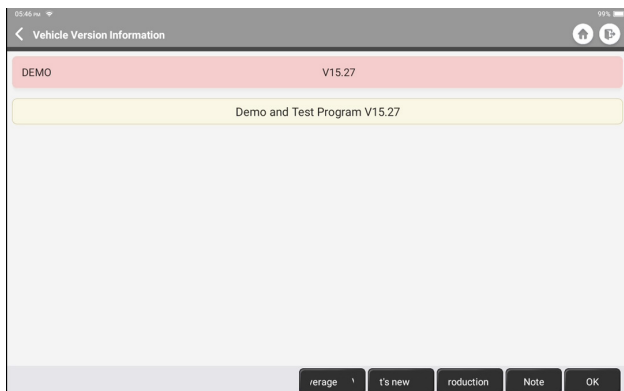 05:46 PM 99%
Vehicle Version Information
DEMO V15.27
Demo and Test Program V15.27
verage t's new roduction Note OK